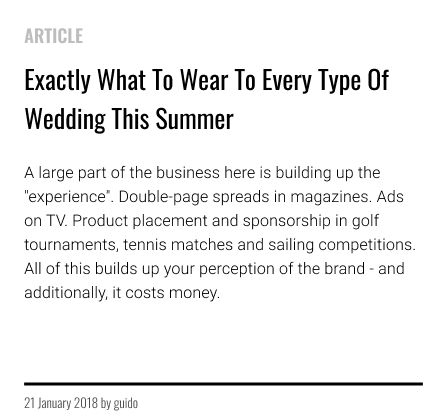 ARTICLE
Exactly What To Wear To Every Type Of
Wedding This Summer
A large part of the business here is building up the
"experience". Double-page spreads in magazines. Ads
on TV. Product placement and sponsorship in golf
tournaments, tennis matches and sailing competitions.
All of this builds up your perception of the brand - and
additionally, it costs money.
21 January 2018 by guido